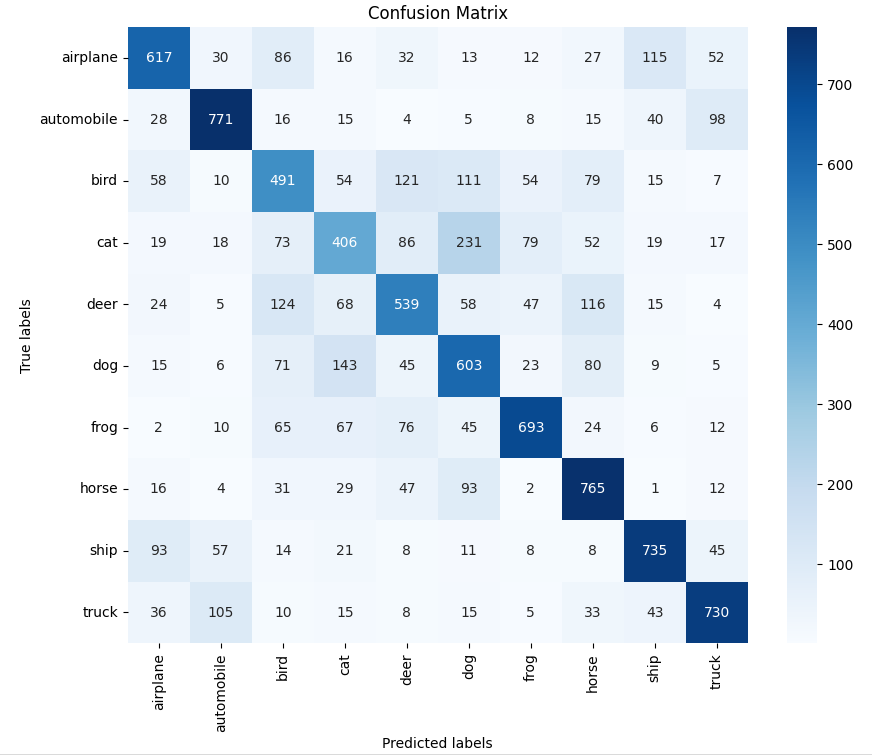 Confusion Matrix
True labels
airplane 617 30 86 16 32 13 12 27 115 52
automobile 28 771 16 15 4 5 8 15 40 98
bird 58 10 491 54 121 111 54 79 15 7
cat 19 18 73 406 86 231 79 52 19 17
deer 24 5 124 68 539 58 47 116 15 4
dog 15 6 71 143 45 603 23 80 9 5
frog 2 10 65 67 76 45 693 24 6 12
horse 16 4 31 29 47 93 2 765 1 12
ship 93 57 14 21 8 11 8 8 735 45
truck 36 105 10 15 8 15 5 33 43 730
airplane automobile bird cat deer dog frog horse ship truck
Predicted labels
700
600
500
400
300
200
100